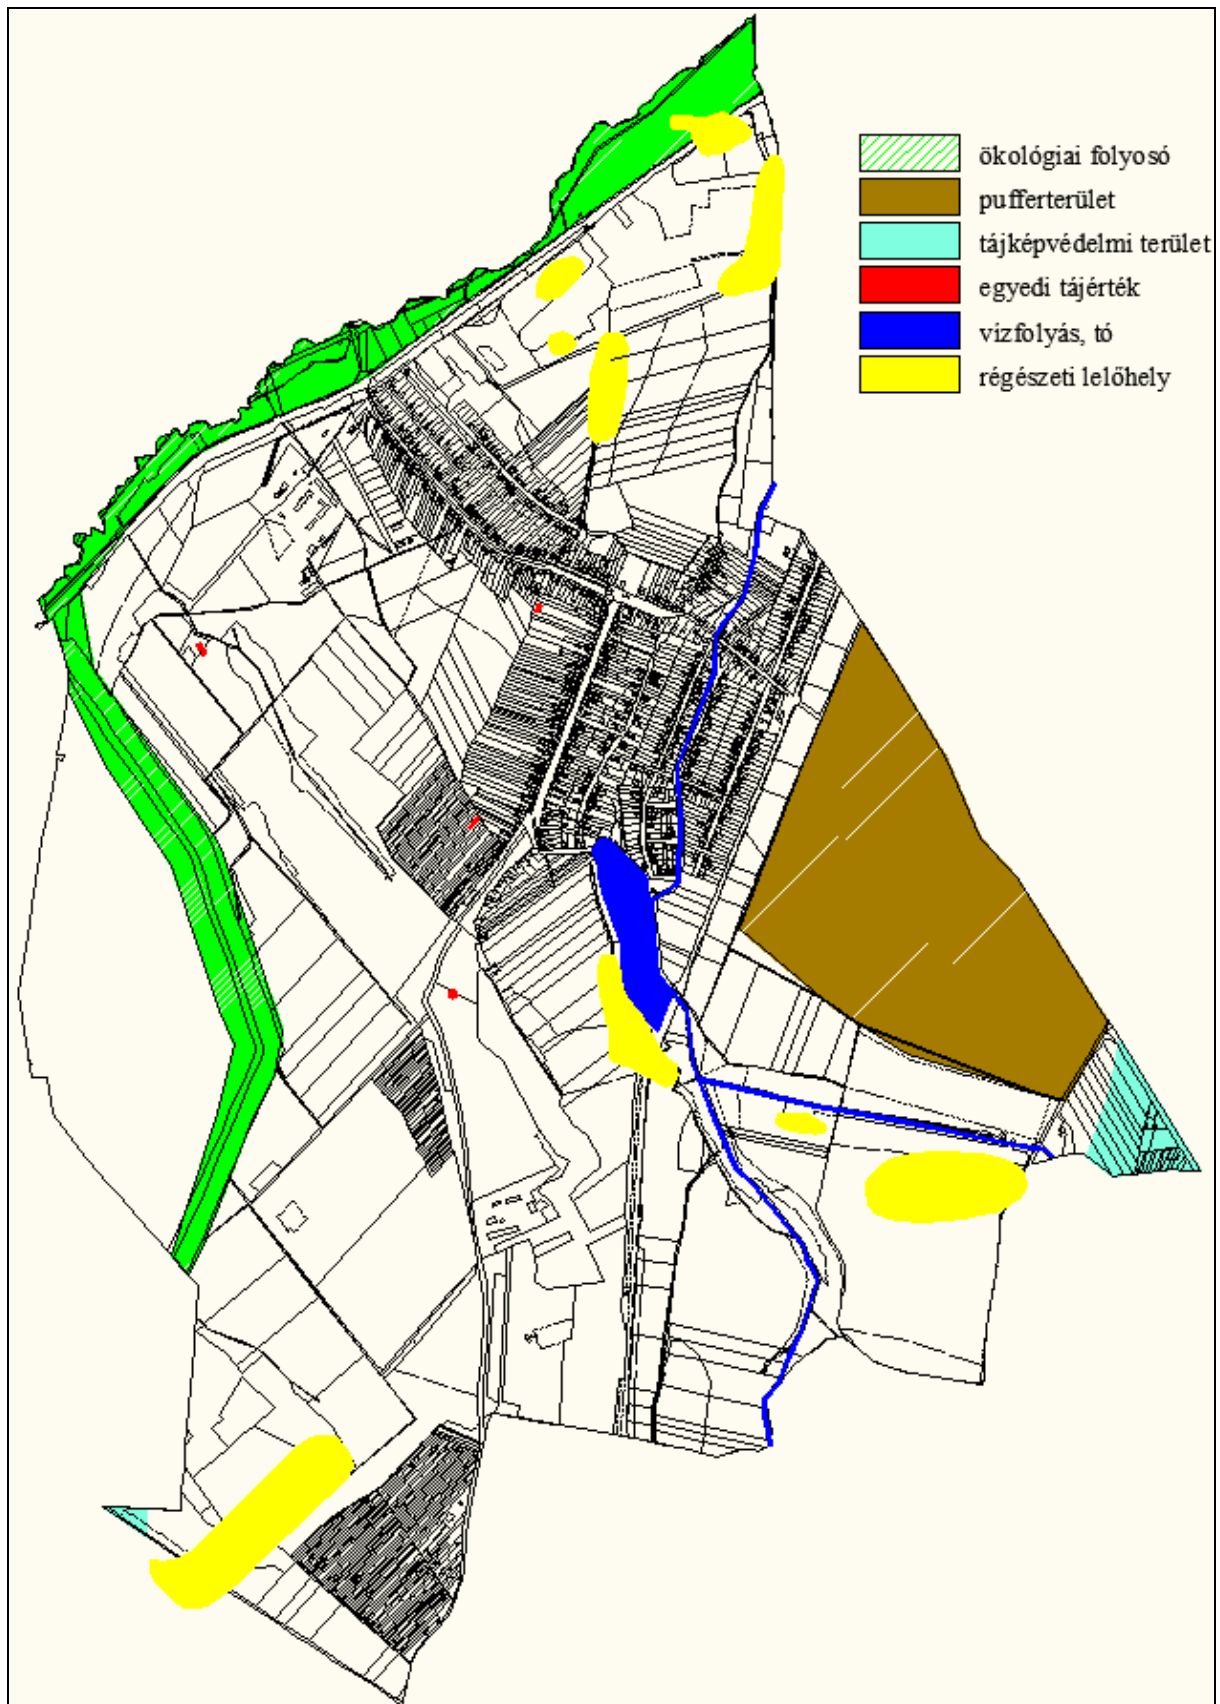 ökológiai folyosó
pufferterület
tájképvédelmi terület
egyedi tájérték
vízfolyás, tó
régészeti lelőhely